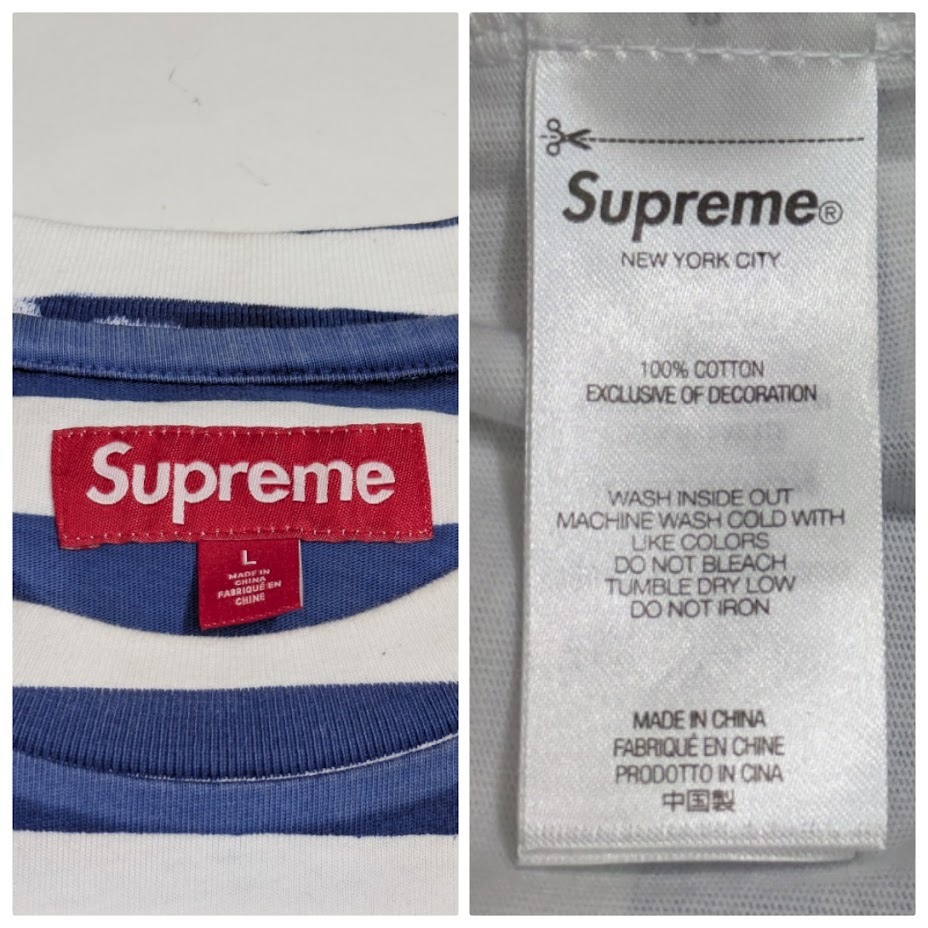 Supreme
L
MADE IN
CHINA
FABRIQUÉ EN
CHINE
Supreme®
NEW YORK CITY
100% COTTON
EXCLUSIVE OF DECORATION
WASH INSIDE OUT
MACHINE WASH COLD WITH
LIKE COLORS
DO NOT BLEACH
TUMBLE DRY LOW
DO NOT IRON
MADE IN CHINA
FABRIQUÉ EN CHINE
PRODOTTO IN CINA
中国製